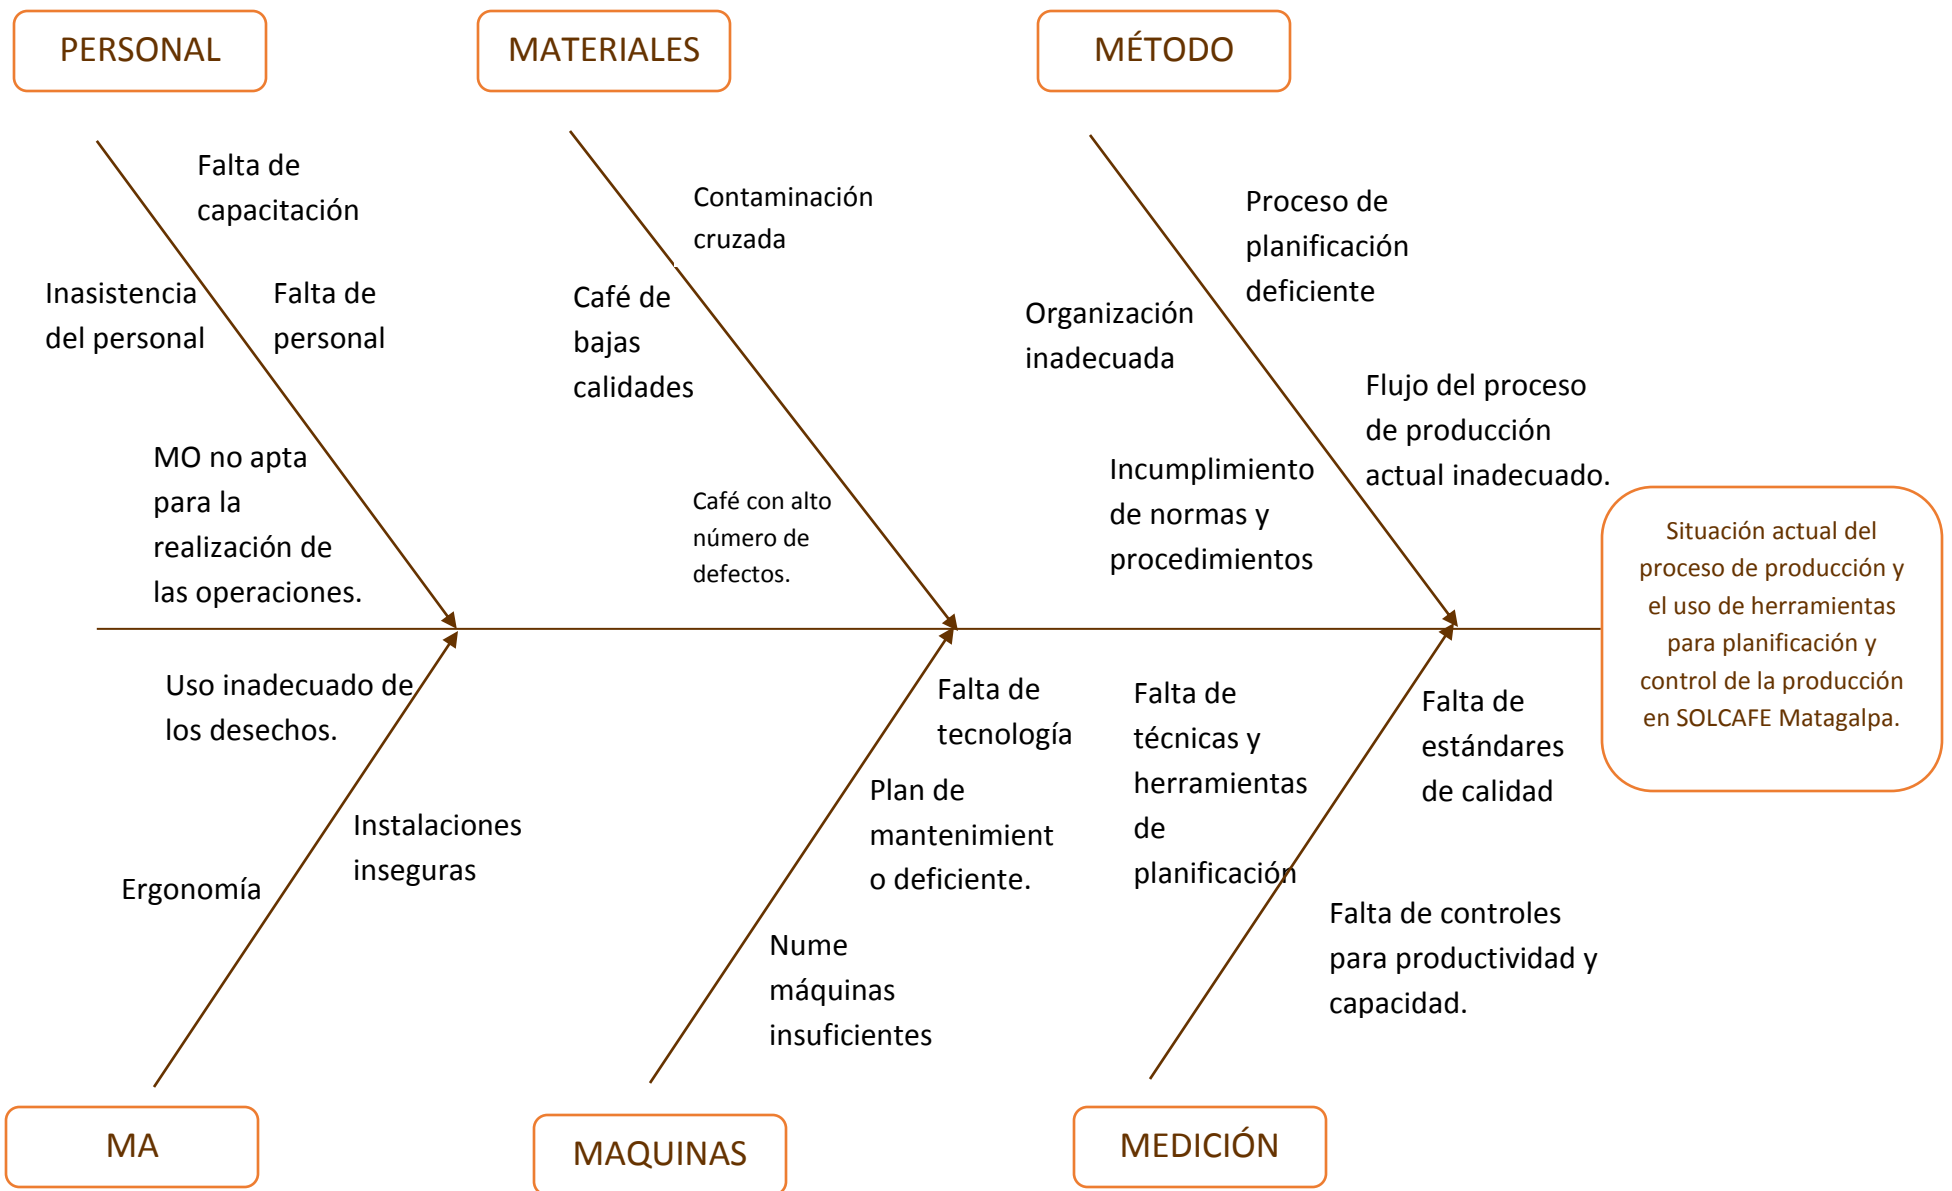 PERSONAL
MATERIALES
MÉTODO
Falta de
capacitación
Inasistencia
del personal
Falta de
personal
MO no apta
para la
realización de
las operaciones.
Contaminación
cruzada
Café de
bajas
calidades
Café con alto
número de
defectos.
Proceso de
planificación
deficiente
Organización
inadecuada
Flujo del proceso
de producción
actual inadecuado.
Incumplimiento
de normas y
procedimientos
Situación actual del
proceso de producción y
el uso de herramientas
para planificación y
control de la producción
en SOLCAFE Matagalpa.
Uso inadecuado de
los desechos.
Instalaciones
inseguras
Ergonomía
Falta de
tecnología
Plan de
mantenimient
o deficiente.
Nume
máquinas
insuficientes
Falta de
técnicas y
herramientas
de
planificación
Falta de
estándares
de calidad
Falta de controles
para productividad y
capacidad.
MA
MAQUINAS
MEDICIÓN